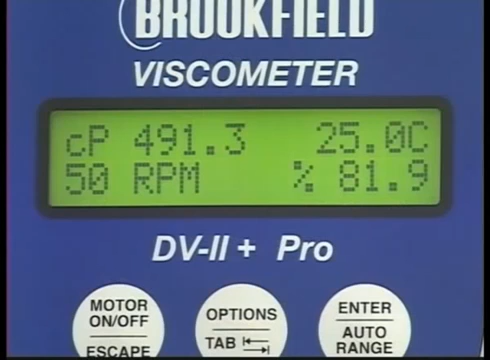 BROOKFIELD
VISCOMETER
cP 491.3 25.0C
50 RPM % 81.9
DV-II + Pro
MOTOR
ON/OFF
ESCAPE
OPTIONS
TAB
ENTER
AUTO
RANGE